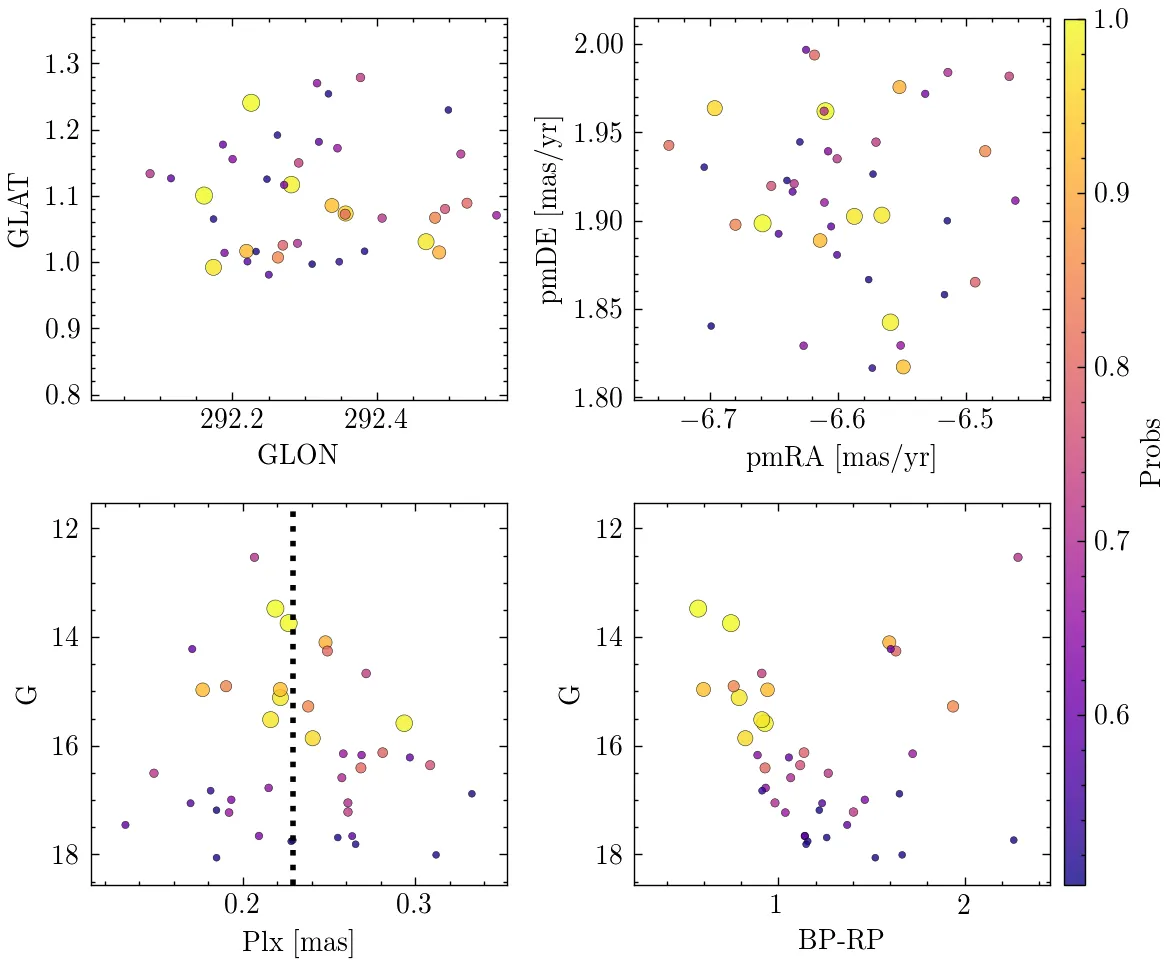 1.3
1.2
1.1
1.0
0.9
0.8
GLAT
292.2 292.4
GLON
2.00
1.95
1.90
1.85
1.80
pmDE [mas/yr]
−6.7 −6.6 −6.5
pmRA [mas/yr]
1.0
0.9
0.8
0.7
0.6
Probs
12
14
16
18
G
0.2 0.3
Plx [mas]
12
14
16
18
G
1 2
BP-RP